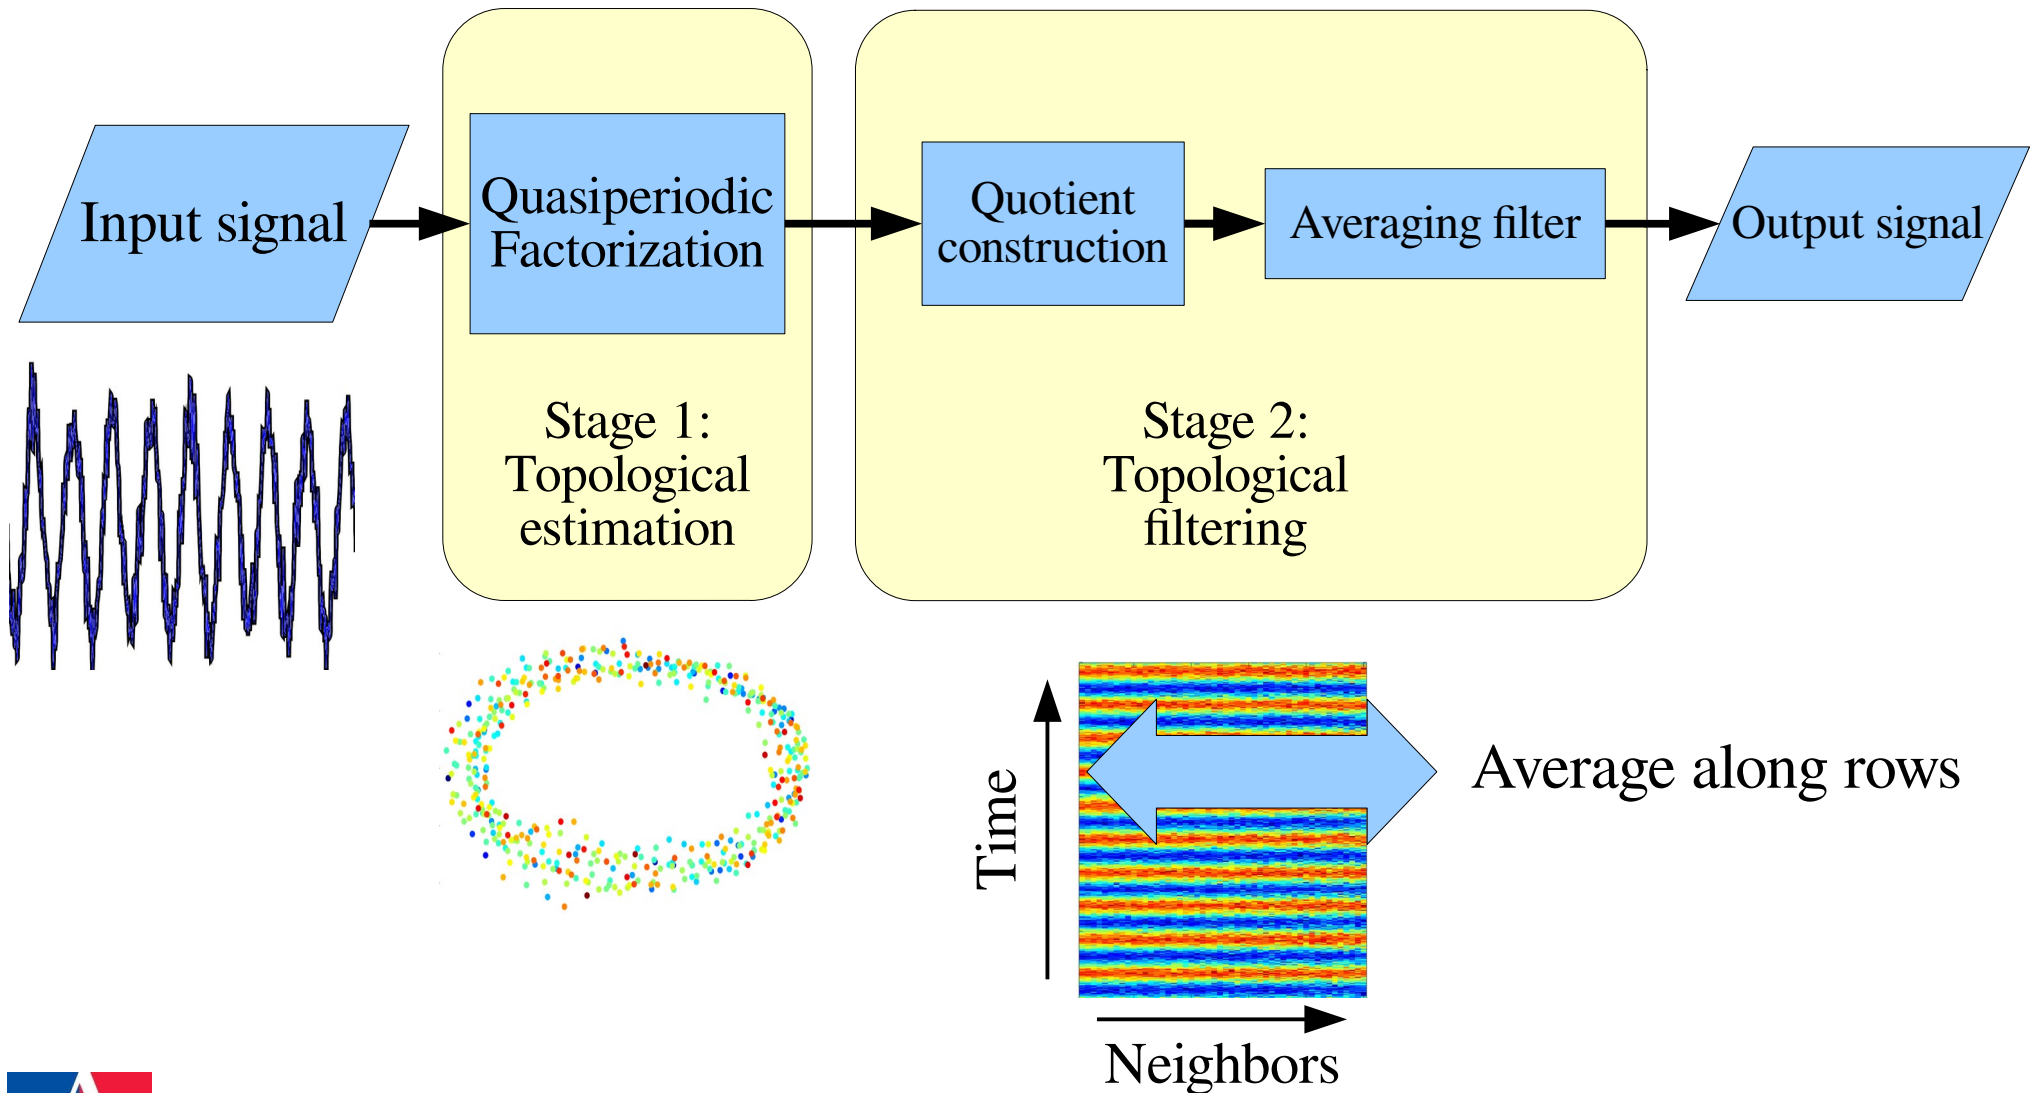 Input signal
Quasiperiodic
Factorization
Quotient
construction
Averaging filter
Output signal
Stage 1:
Topological
estimation
Stage 2:
Topological
filtering
Time
Average along rows
Neighbors